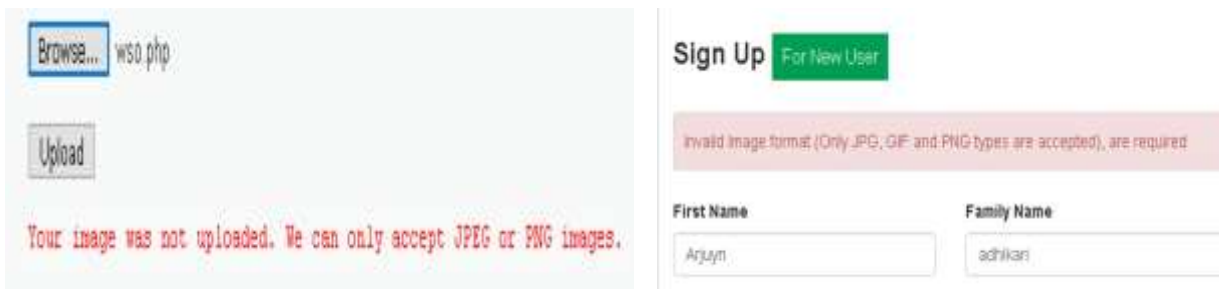 Browse... wso.php
Upload
Your image was not uploaded. We can only accept JPEG or PNG images.
Sign Up For New User
Invalid Image format (Only JPG, GIF and PNG types are accepted), are required
First Name Family Name
Arjuyn adhikari